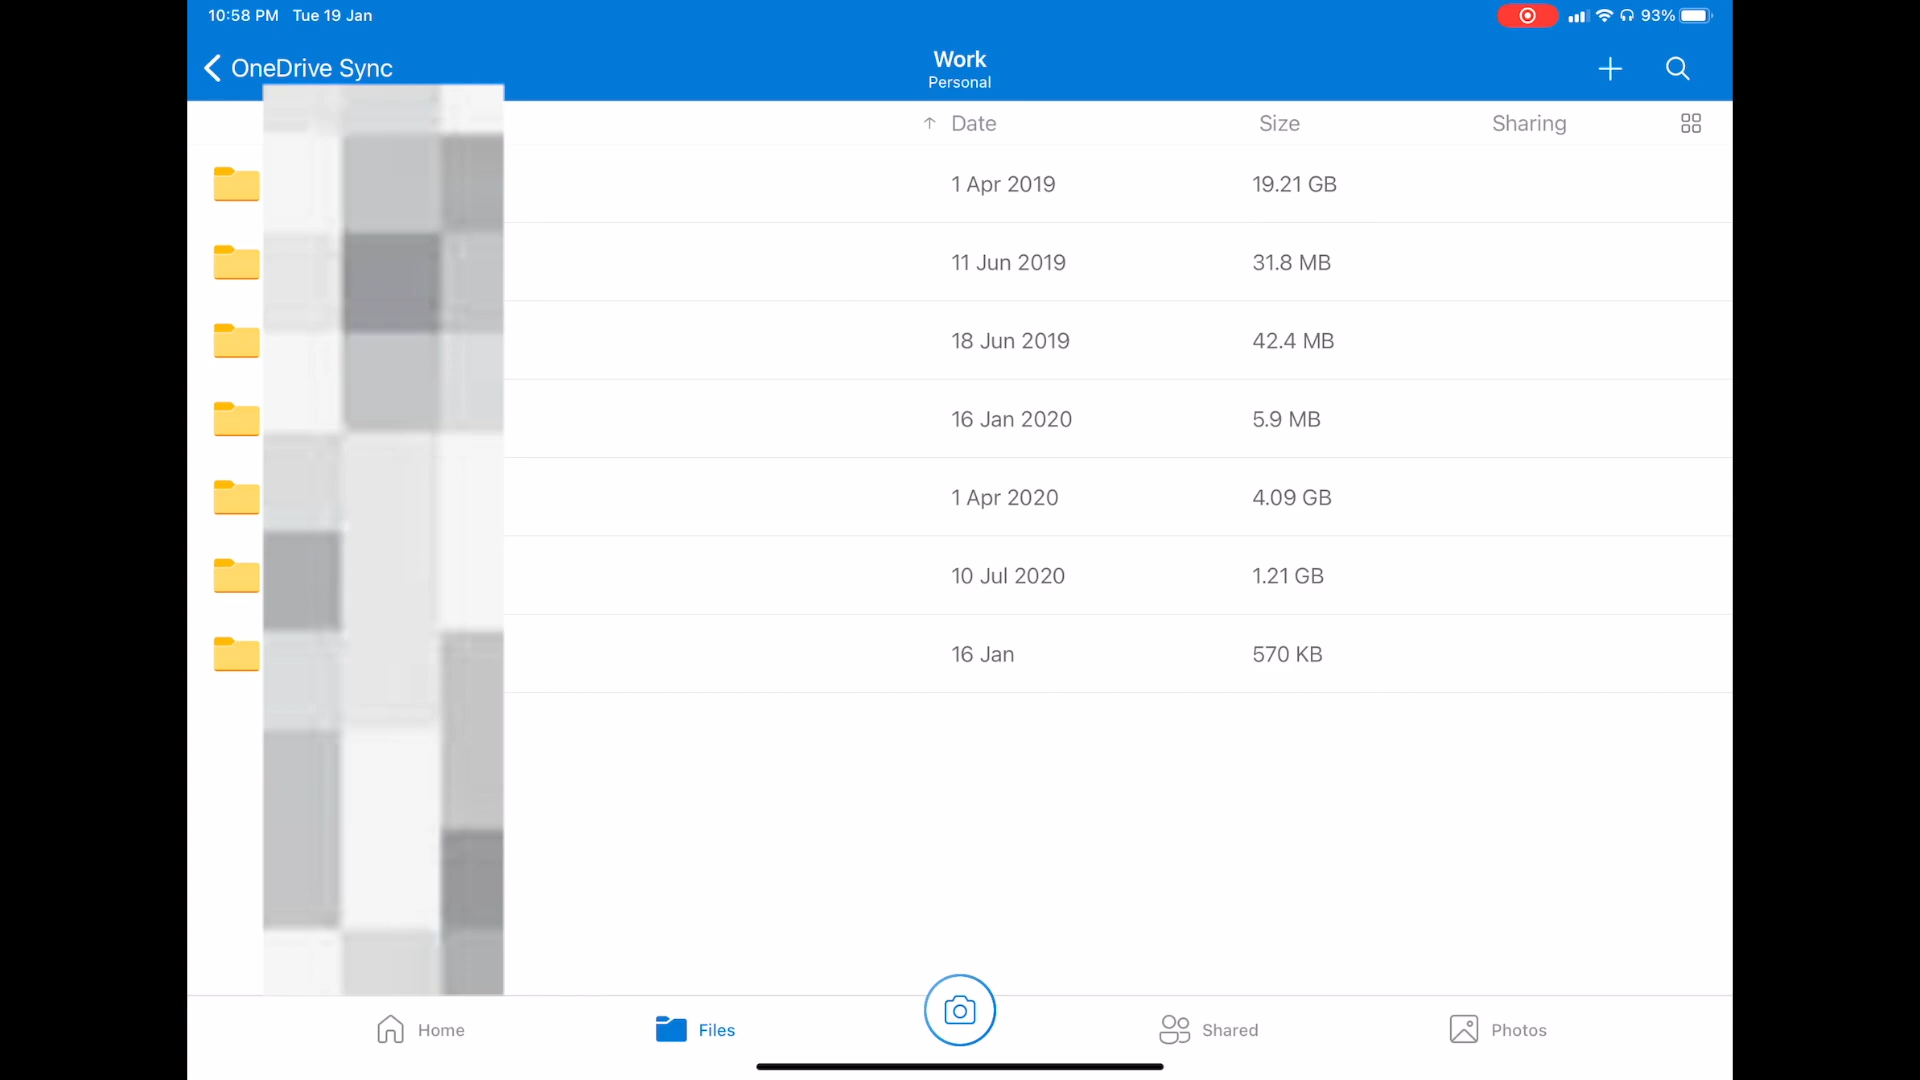 10:58 PM Tue 19 Jan 93%
OneDrive Sync
Work
Personal
Date Size Sharing
1 Apr 2019 19.21 GB
11 Jun 2019 31.8 MB
18 Jun 2019 42.4 MB
16 Jan 2020 5.9 MB
1 Apr 2020 4.09 GB
10 Jul 2020 1.21 GB
16 Jan 570 KB
Home Files Shared Photos